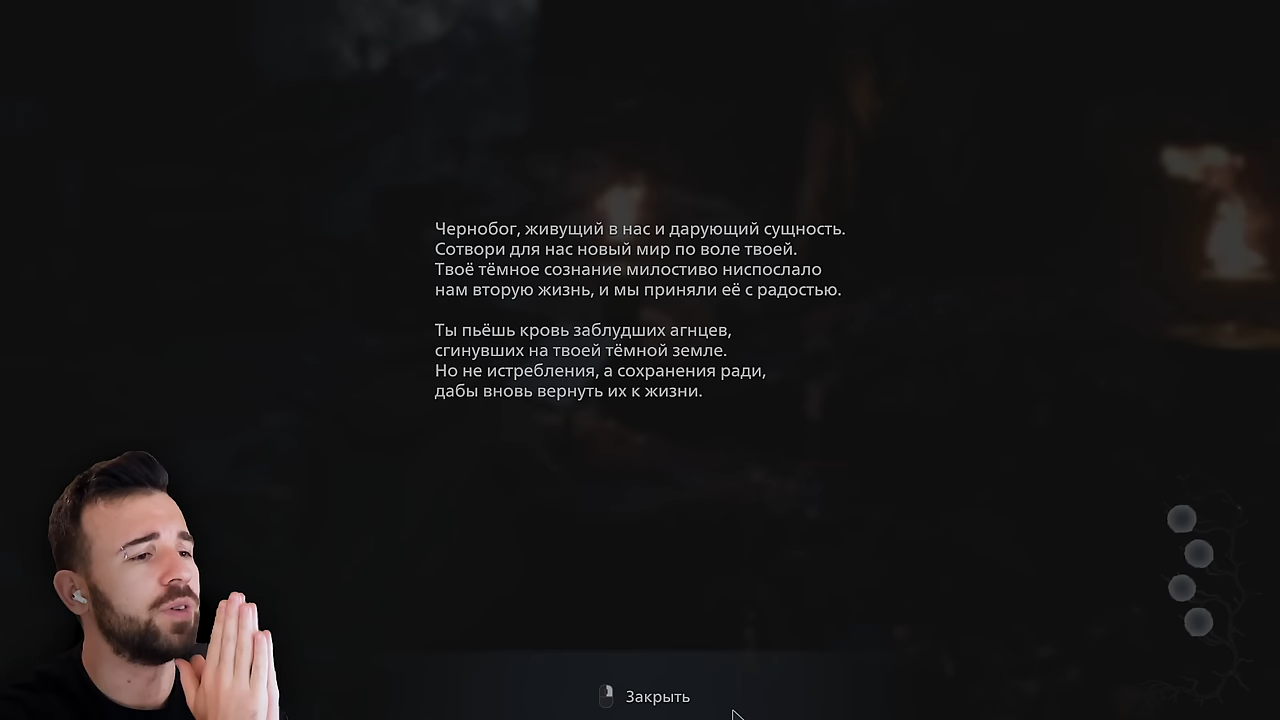 Чернобог, живущий в нас и дарующий сущность.
Сотвори для нас новый мир по воле твоей.
Твоё тёмное сознание милостиво ниспослало
нам вторую жизнь, и мы приняли её с радостью.
Ты пьёшь кровь заблудших агнцев,
сгинувших на твоей тёмной земле.
Но не истребления, а сохранения ради,
дабы вновь вернуть их к жизни.
Закрыть